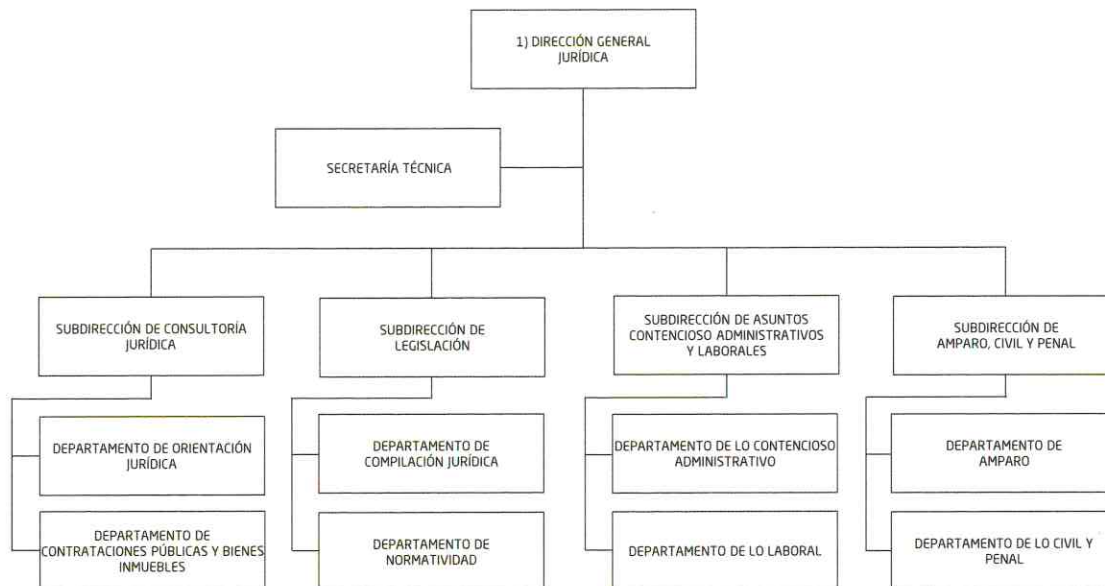 1) DIRECCIÓN GENERAL
JURÍDICA
SECRETARÍA TÉCNICA
SUBDIRECCIÓN DE CONSULTORÍA
JURÍDICA
SUBDIRECCIÓN DE
LEGISLACIÓN
SUBDIRECCIÓN DE ASUNTOS
CONTENCIOSO ADMINISTRATIVOS
Y LABORALES
SUBDIRECCIÓN DE
AMPARO, CIVIL Y PENAL
DEPARTAMENTO DE ORIENTACIÓN
JURÍDICA
DEPARTAMENTO DE
COMPILACIÓN JURÍDICA
DEPARTAMENTO DE LO CONTENCIOSO
ADMINISTRATIVO
DEPARTAMENTO DE
AMPARO
DEPARTAMENTO DE
CONTRATACIONES PÚBLICAS Y BIENES
INMUEBLES
DEPARTAMENTO DE
NORMATIVIDAD
DEPARTAMENTO DE LO LABORAL
DEPARTAMENTO DE LO CIVIL Y
PENAL